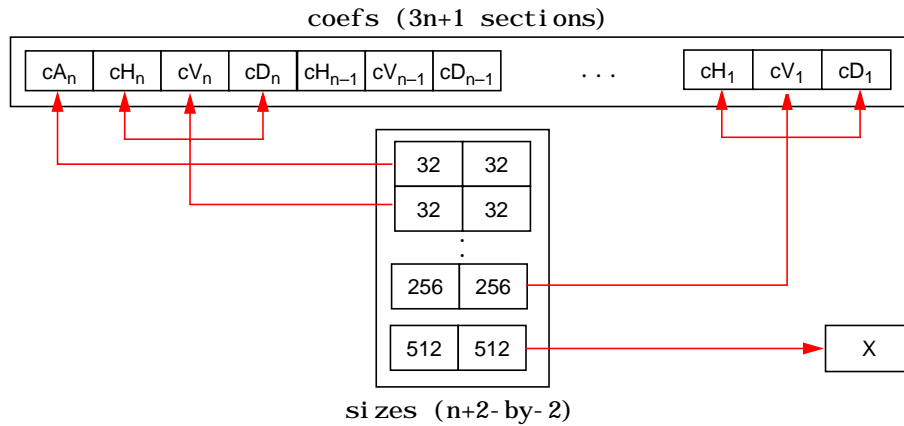 coefs (3n+1 sections)
cAn cHn cVn cDn cHn–1 cVn–1 cDn–1 . . . cH1 cV1 cD1
32 32
32 32
:
256 256
512 512 X
sizes (n+2-by-2)